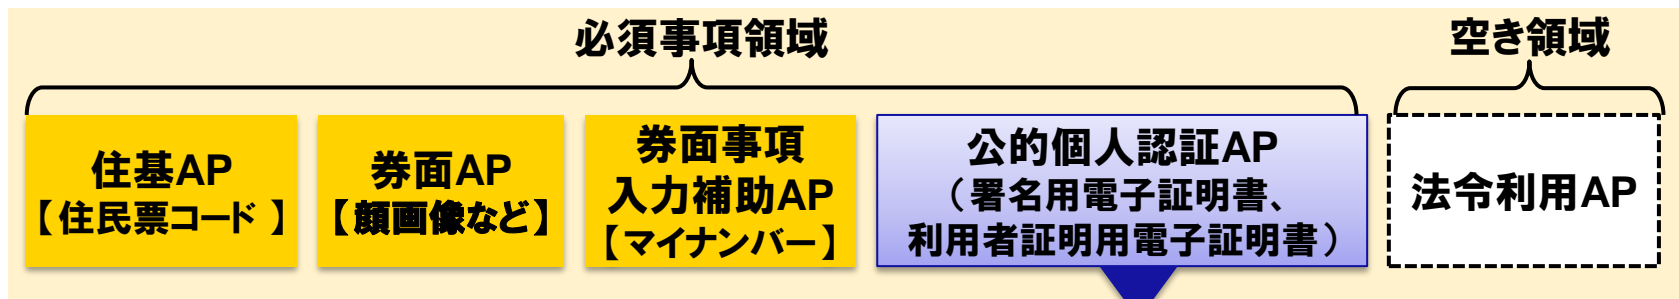 必須事項領域
空き領域
住基AP
【住民票コード】
券面AP
【顔画像など】
券面事項
入力補助AP
【マイナンバー】
公的個人認証AP
（署名用電子証明書、
利用者証明用電子証明書）
法令利用AP